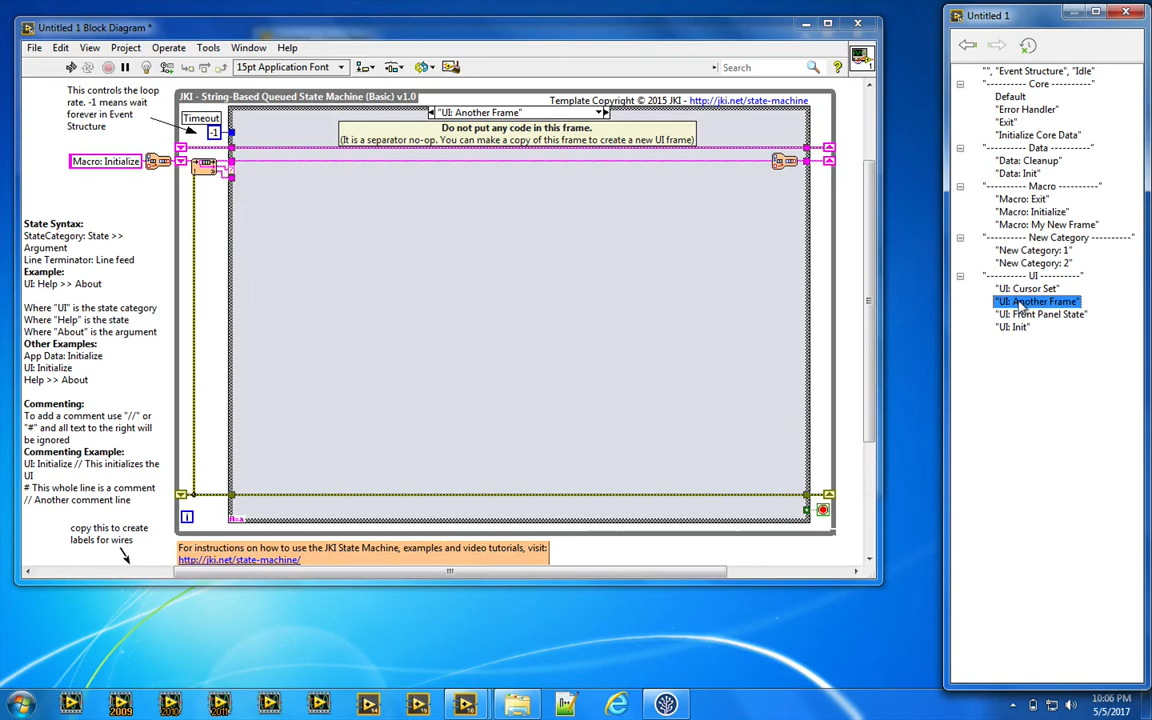 Untitled 1 Block Diagram *
File Edit View Project Operate Tools Window Help
15pt Application Font
Search
This controls the loop
rate. -1 means wait
forever in Event
Structure
JKI - String-Based Queued State Machine (Basic) v1.0
Template Copyright © 2015 JKI - http://jki.net/state-machine
Timeout
-1
"UI: Another Frame"
Do not put any code in this frame.
(It is a separator no-op. You can make a copy of this frame to create a new UI frame)
Macro: Initialize
State Syntax:
StateCategory: State >>
Argument
Line Terminator: Line feed
Example:
UI: Help >> About
Where "UI" is the state category
Where "Help" is the state
Where "About" is the argument
Other Examples:
App Data: Initialize
UI: Initialize
Help >> About
Commenting:
To add a comment use "//" or
"#" and all text to the right will
be ignored
Commenting Example:
UI: Initialize // This initializes the
UI
# This whole line is a comment
// Another comment line
copy this to create
labels for wires
i
For instructions on how to use the JKI State Machine, examples and video tutorials, visit:
http://jki.net/state-machine/
Untitled 1
"", "Event Structure", "Idle"
"---------- Core ----------"
Default
"Error Handler"
"Exit"
"Initialize Core Data"
"---------- Data ----------"
"Data: Cleanup"
"Data: Init"
"---------- Macro ----------"
"Macro: Exit"
"Macro: Initialize"
"Macro: My New Frame"
"---------- New Category ----------"
"New Category: 1"
"New Category: 2"
"---------- UI ----------"
"UI: Cursor Set"
"UI: Another Frame"
"UI: Front Panel State"
"UI: Init"
2009
2010
2011
14
15
16
10:06 PM
5/5/2017